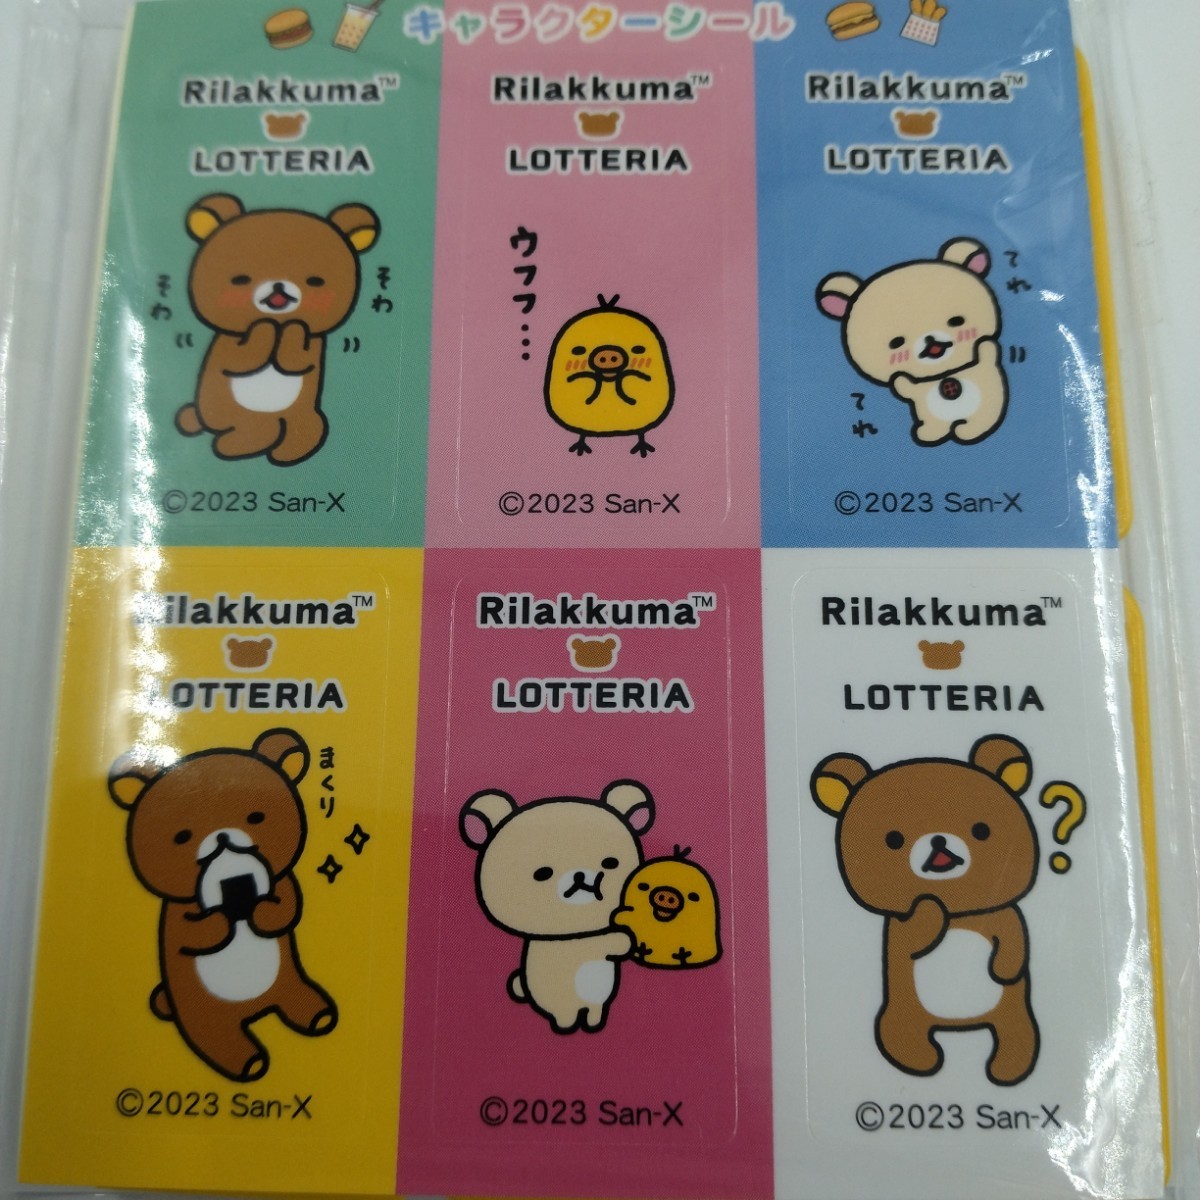 キャラクターシール
Rilakkuma™
LOTTERIA
そわ
そわ
©2023 San-X
Rilakkuma™
LOTTERIA
ウフフ...
©2023 San-X
Rilakkuma™
LOTTERIA
てれ
てれ
©2023 San-X
Rilakkuma™
LOTTERIA
まくり
©2023 San-X
Rilakkuma™
LOTTERIA
©2023 San-X
Rilakkuma™
LOTTERIA
?
©2023 San-X